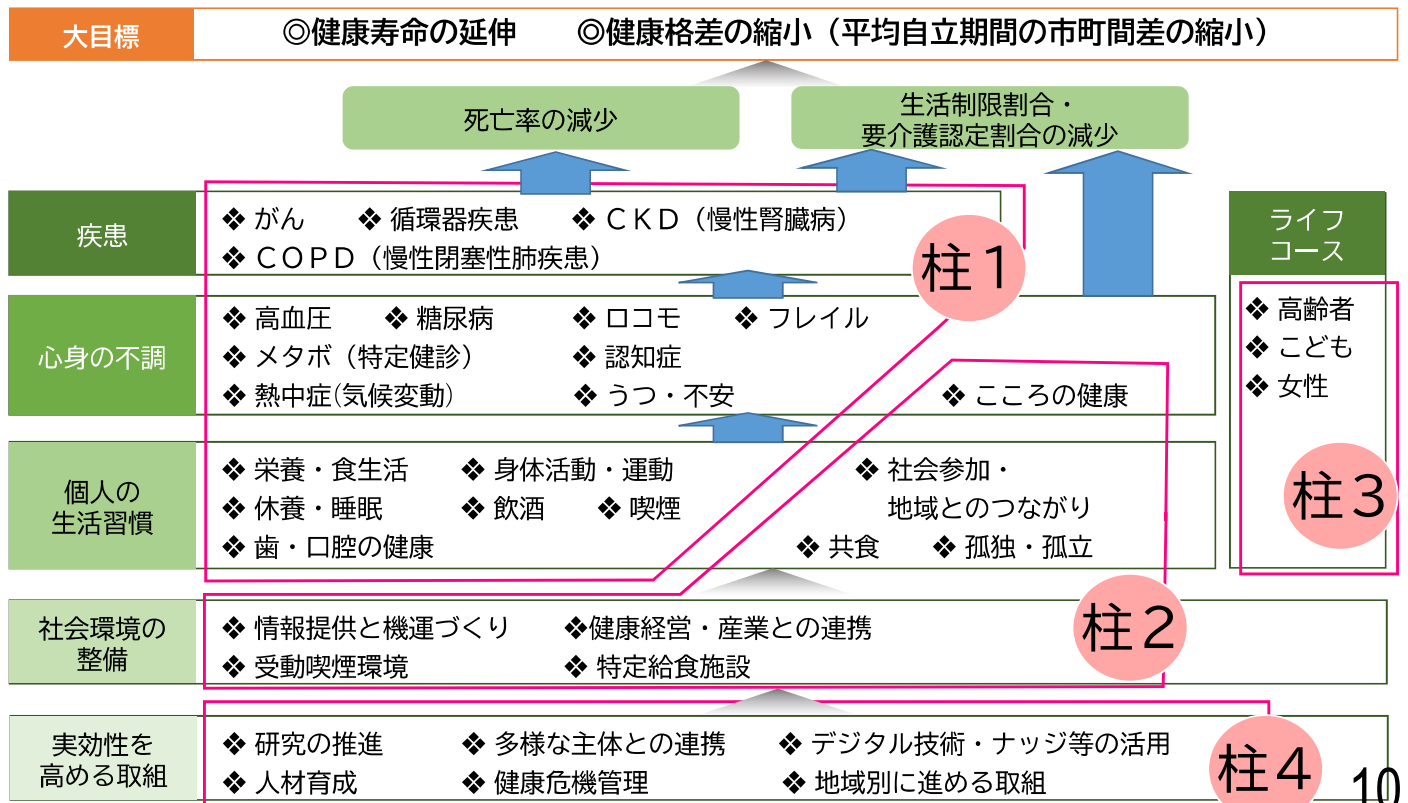 大目標
◎健康寿命の延伸　　◎健康格差の縮小（平均自立期間の市町間差の縮小）
死亡率の減少
生活制限割合・
要介護認定割合の減少
疾患
❖ がん　❖ 循環器疾患　❖ ＣＫＤ（慢性腎臓病）
❖ ＣＯＰＤ（慢性閉塞性肺疾患）
柱１
心身の不調
❖ 高血圧　❖ 糖尿病　❖ ロコモ　❖ フレイル
❖ メタボ（特定健診）　❖ 認知症
❖ 熱中症(気候変動)　❖ うつ・不安　❖ こころの健康
個人の
生活習慣
❖ 栄養・食生活　❖ 身体活動・運動　❖ 社会参加・
❖ 休養・睡眠　❖ 飲酒　❖ 喫煙　地域とのつながり
❖ 歯・口腔の健康　❖ 共食　❖ 孤独・孤立
社会環境の
整備
❖ 情報提供と機運づくり　❖健康経営・産業との連携
❖ 受動喫煙環境　❖ 特定給食施設
柱２
ライフ
コース
❖ 高齢者
❖ こども
❖ 女性
柱３
実効性を
高める取組
❖ 研究の推進　❖ 多様な主体との連携　❖ デジタル技術・ナッジ等の活用
❖ 人材育成　❖ 健康危機管理　❖ 地域別に進める取組
柱４
10